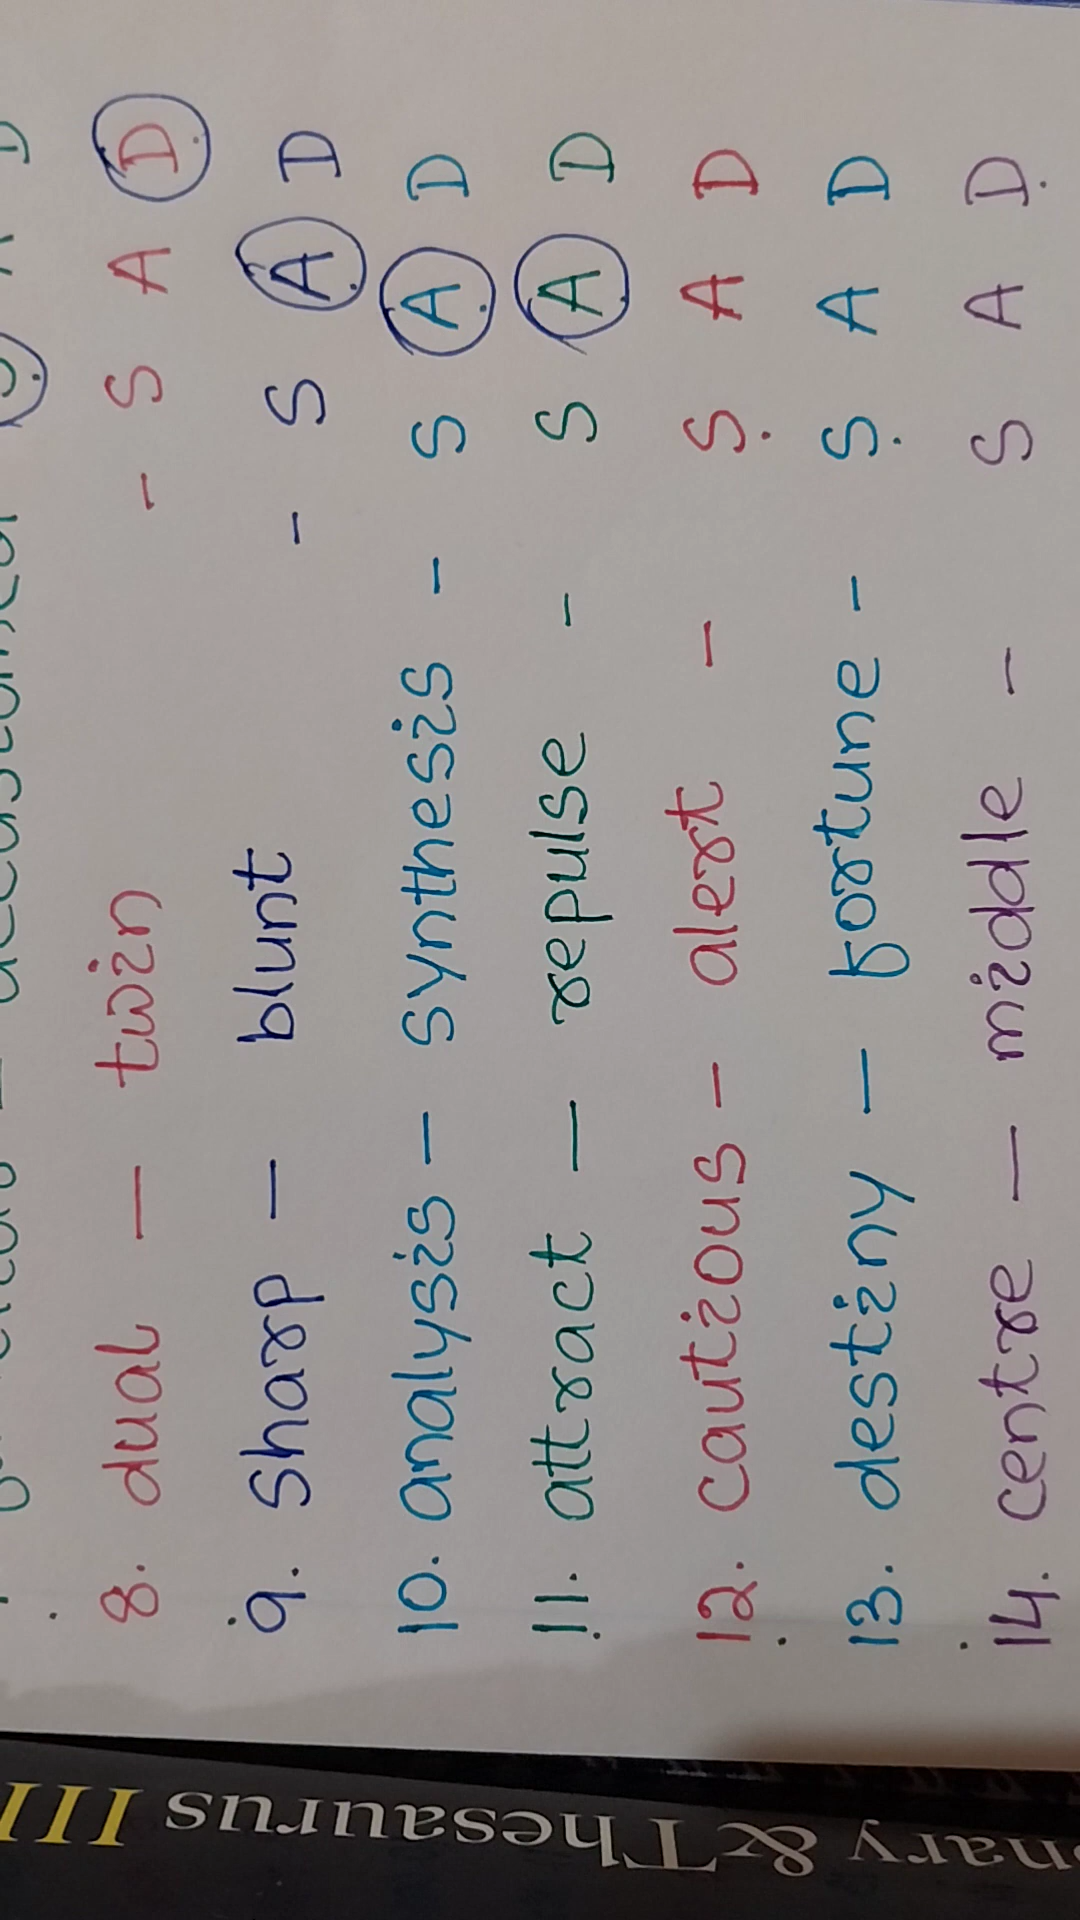 8. dual — twin - S A D
9. sharp — blunt - S A D
10. analysis — synthesis - S A D
11. attract — repulse - S A D
12. cautious - alert - S A D
13. destiny — fortune - S A D
14. centre — middle - S A D
& Thesaurus III